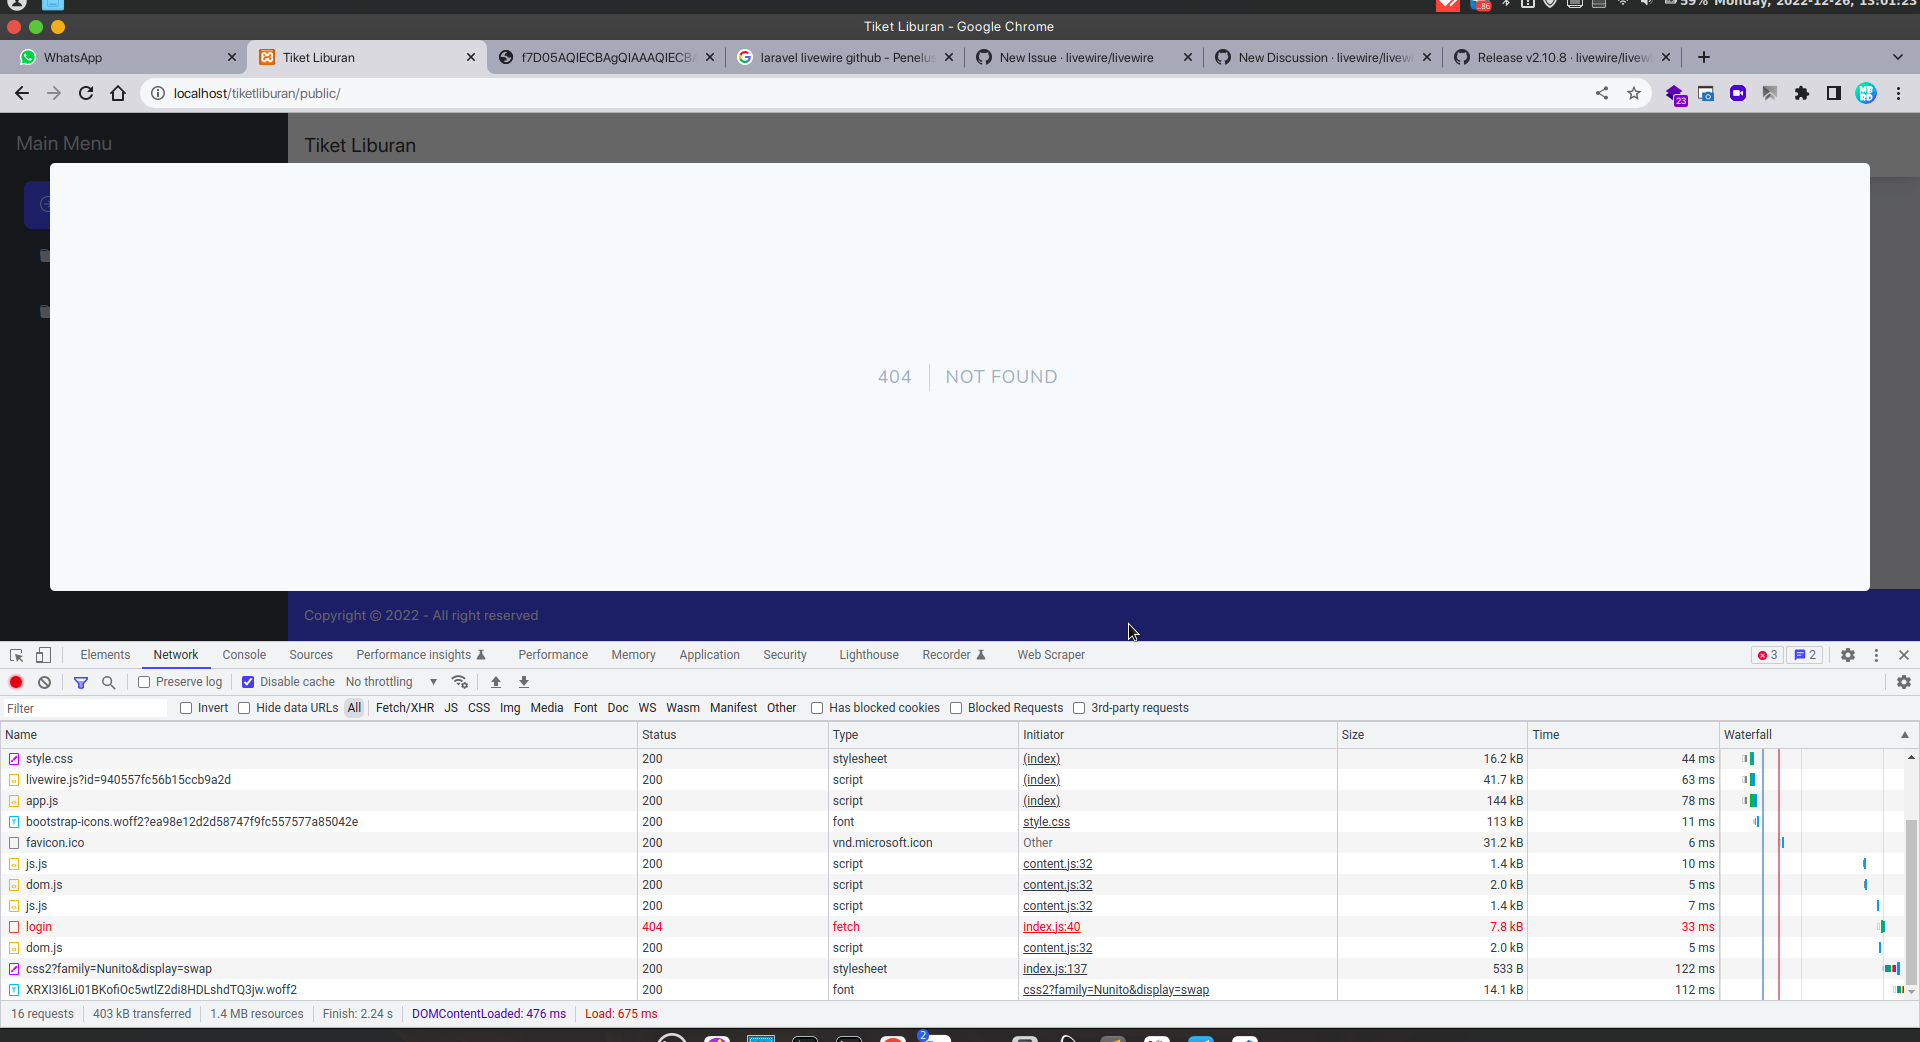 86
59% Monday, 2022-12-26, 13:01:23
Tiket Liburan - Google Chrome
WhatsApp
Tiket Liburan
f7D05AQIECBAgQIAAAQIECBA
laravel livewire github - Penelus
New Issue · livewire/livewire
New Discussion · livewire/livew
Release v2.10.8 · livewire/livew
localhost/tiketliburan/public/
23
Main Menu
Tiket Liburan
404 NOT FOUND
Copyright © 2022 - All right reserved
Elements Network Console Sources Performance insights Performance Memory Application Security Lighthouse Recorder Web Scraper 3 2
Preserve log Disable cache No throttling
Filter Invert Hide data URLs All Fetch/XHR JS CSS Img Media Font Doc WS Wasm Manifest Other Has blocked cookies Blocked Requests 3rd-party requests
Name Status Type Initiator Size Time Waterfall
style.css 200 stylesheet (index) 16.2 kB 44 ms
livewire.js?id=940557fc56b15ccb9a2d 200 script (index) 41.7 kB 63 ms
app.js 200 script (index) 144 kB 78 ms
bootstrap-icons.woff2?ea98e12d2d58747f9fc557577a85042e 200 font style.css 113 kB 11 ms
favicon.ico 200 vnd.microsoft.icon Other 31.2 kB 6 ms
js.js 200 script content.js:32 1.4 kB 10 ms
dom.js 200 script content.js:32 2.0 kB 5 ms
js.js 200 script content.js:32 1.4 kB 7 ms
login 404 fetch index.js:40 7.8 kB 33 ms
dom.js 200 script content.js:32 2.0 kB 5 ms
css2?family=Nunito&display=swap 200 stylesheet index.js:137 533 B 122 ms
XRXI3I6Li01BKofiOc5wtlZ2di8HDLshdTQ3jw.woff2 200 font css2?family=Nunito&display=swap 14.1 kB 112 ms
16 requests 403 kB transferred 1.4 MB resources Finish: 2.24 s DOMContentLoaded: 476 ms Load: 675 ms
2